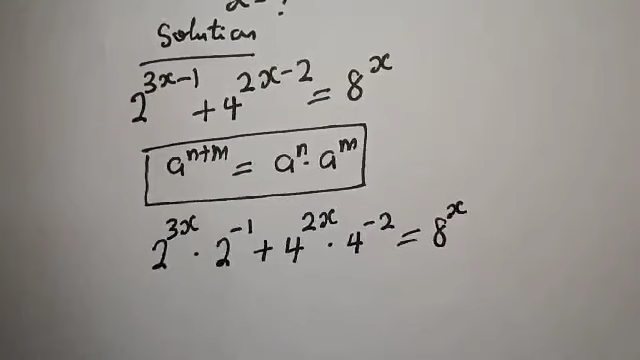 x=?
Solution
2^{3x-1} + 4^{2x-2} = 8^x
a^{n+m} = a^n · a^m
2^{3x} · 2^{-1} + 4^{2x} · 4^{-2} = 8^x